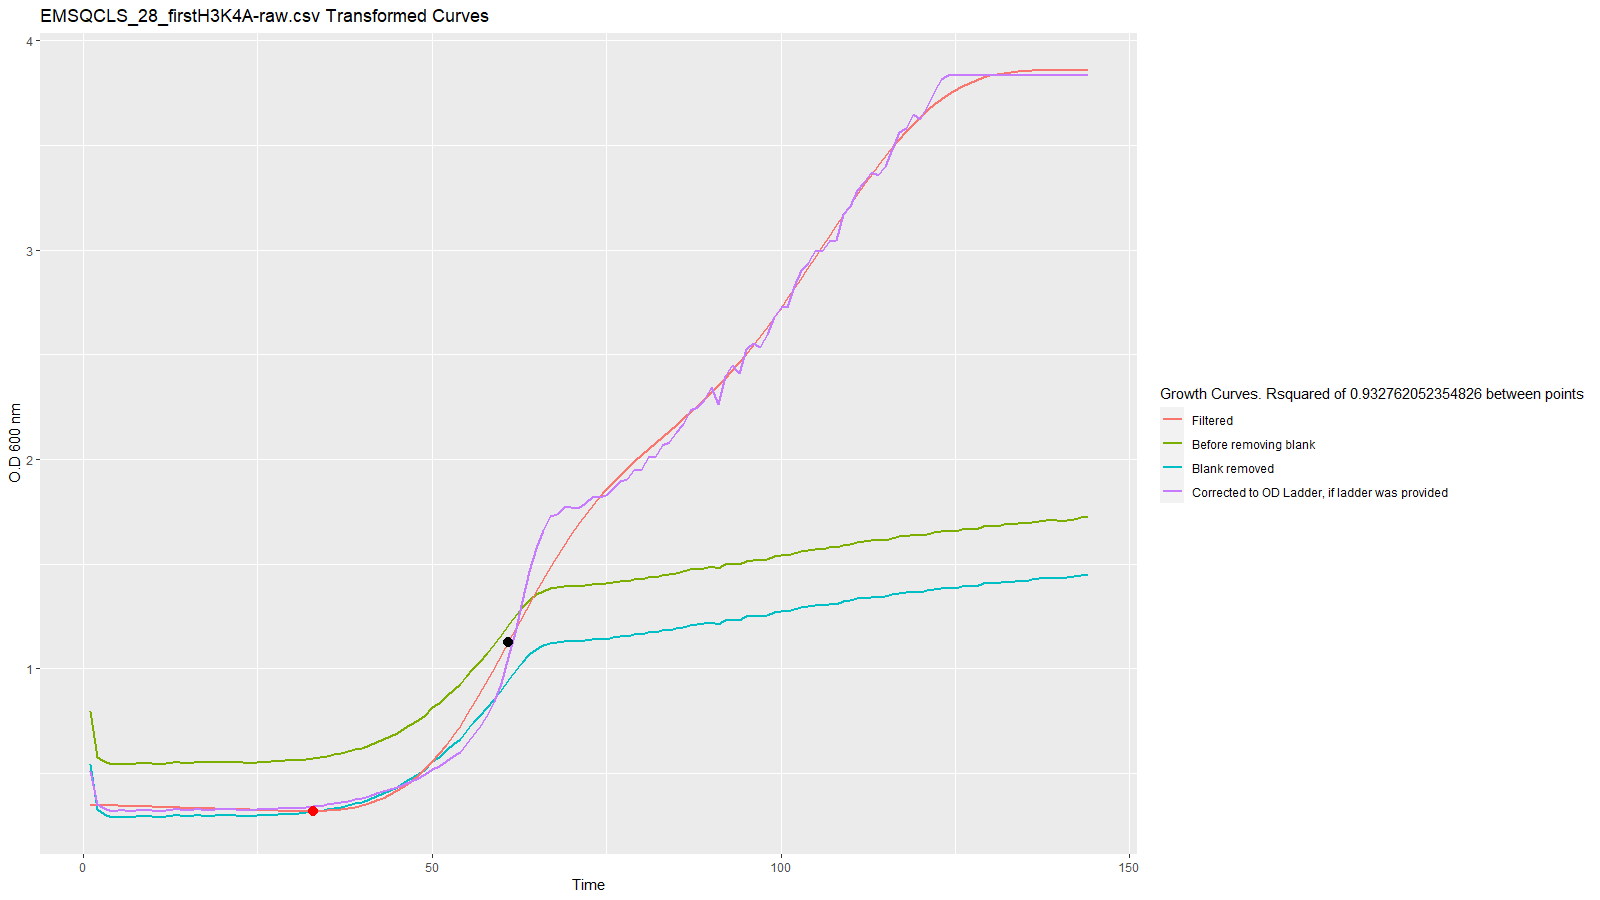 EMSQCLS_28_firstH3K4A-raw.csv Transformed Curves
4
3
2
1
O.D 600 nm
0
50
100
150
Time
Growth Curves. Rsquared of 0.932762052354826 between points
Filtered
Before removing blank
Blank removed
Corrected to OD Ladder, if ladder was provided